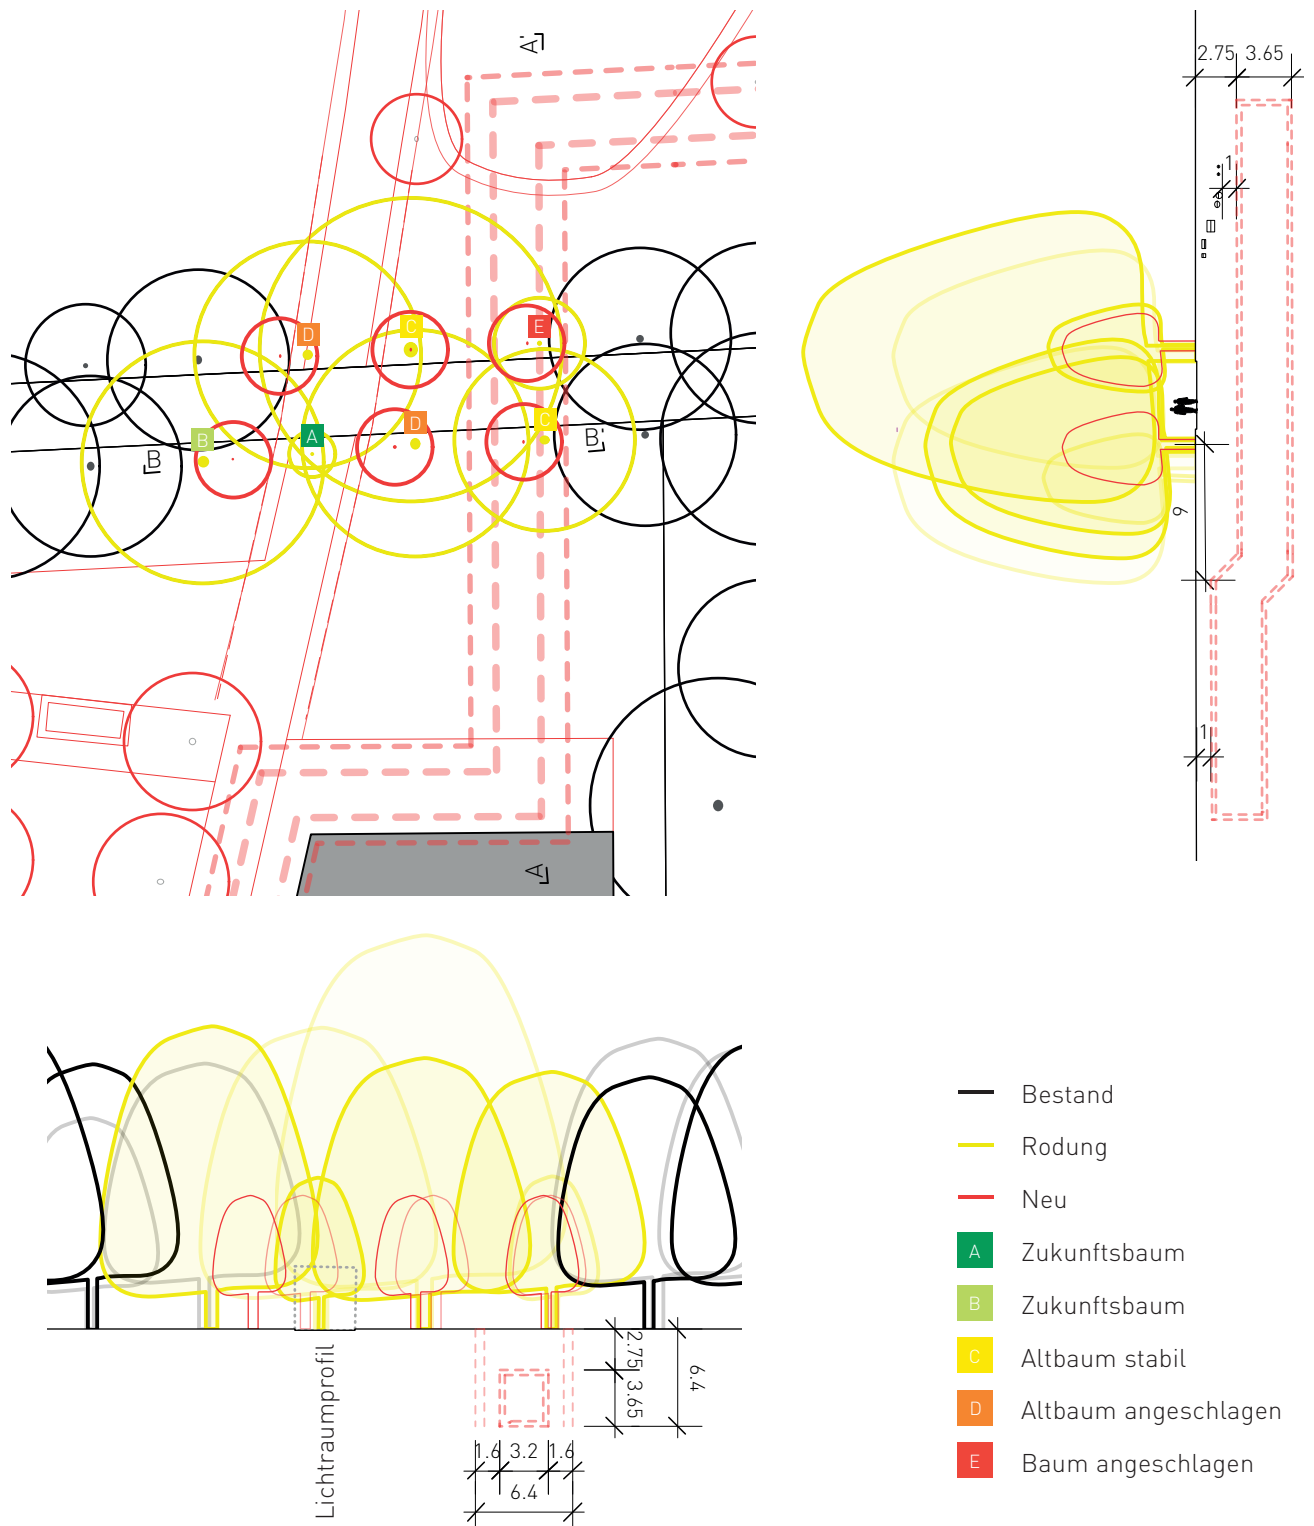 A'
D
C
E
B
A
D
C
B
B'
A
2.75 3.65
1
9
1
2.75
3.65
6.4
1.6 3.2 1.6
6.4
Lichtraumprofil
Bestand
Rodung
Neu
A Zukunftsbaum
B Zukunftsbaum
C Altbaum stabil
D Altbaum angeschlagen
E Baum angeschlagen